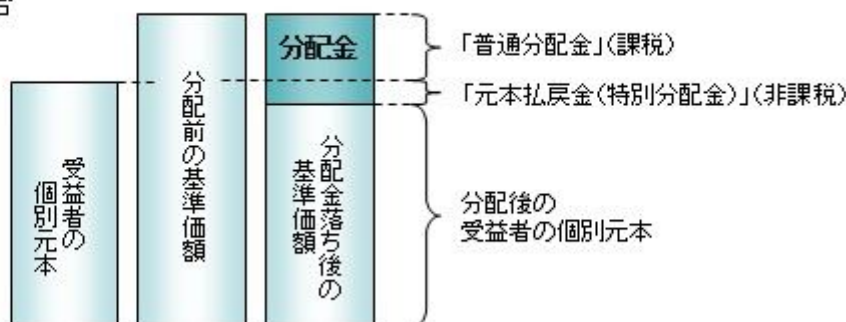 分配金
「普通分配金」(課税)
「元本払戻金(特別分配金)」(非課税)
受益者の
個別元本
分配前の基準価額
分配金落ち後の
基準価額
分配後の
受益者の個別元本